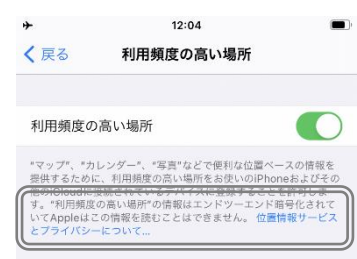 12:04
戻る
利用頻度の高い場所
利用頻度の高い場所
"マップ"、"カレンダー"、"写真"などで便利な位置ベースの情報を
提供するために、利用頻度の高い場所をお使いのiPhoneおよびその
他のiCloudに接続されているデバイスに登録することを許可しま
す。"利用頻度の高い場所"の情報はエンドツーエンド暗号化されて
いてAppleはこの情報を読むことはできません。 位置情報サービス
とプライバシーについて...